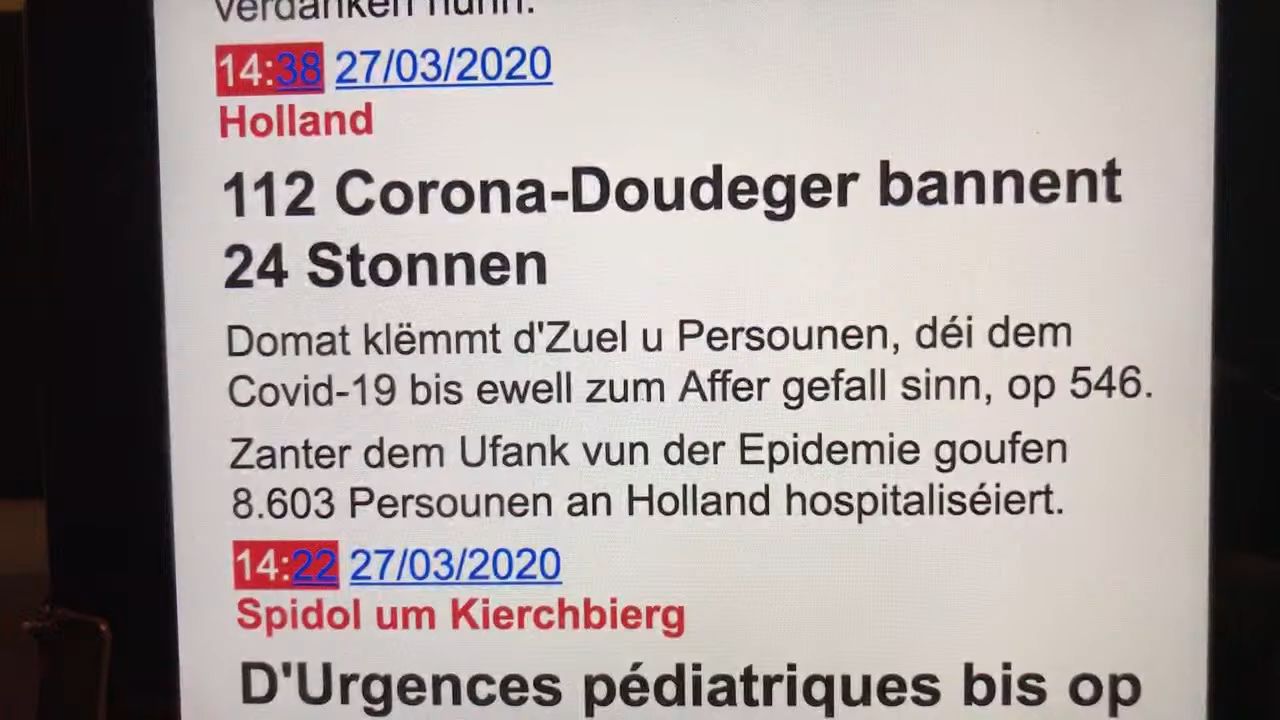 verdanken hunn.
14:38 27/03/2020
Holland
112 Corona-Doudeger bannent
24 Stonnen
Domat klëmmt d'Zuel u Persounen, déi dem
Covid-19 bis ewell zum Affer gefall sinn, op 546.
Zanter dem Ufank vun der Epidemie goufen
8.603 Persounen an Holland hospitaliséiert.
14:22 27/03/2020
Spidol um Kierchbierg
D'Urgences pédiatriques bis op